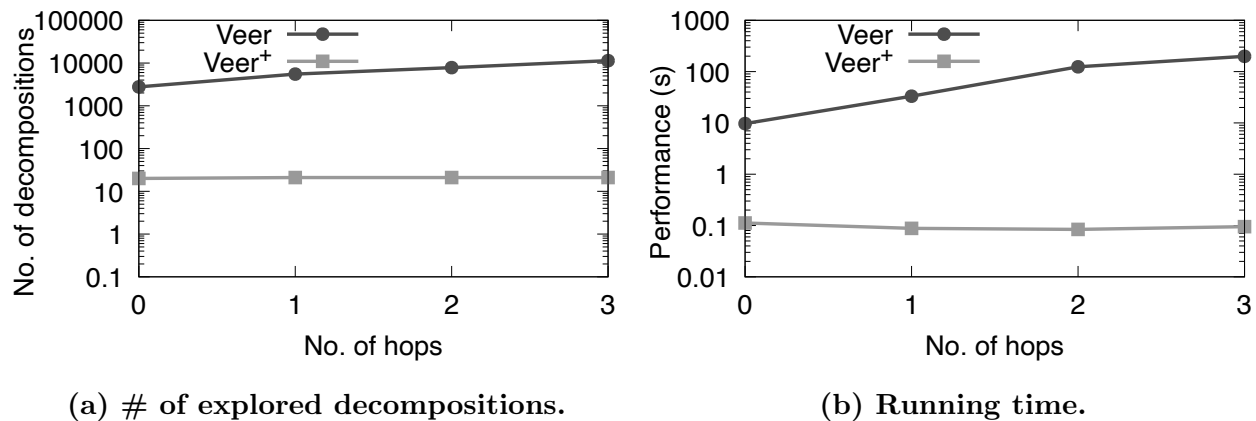 No. of decompositions
100000
10000
1000
100
10
1
0.1
Veer
Veer+
0 1 2 3
No. of hops
(a) # of explored decompositions.
Performance (s)
1000
100
10
1
0.1
0.01
Veer
Veer+
0 1 2 3
No. of hops
(b) Running time.